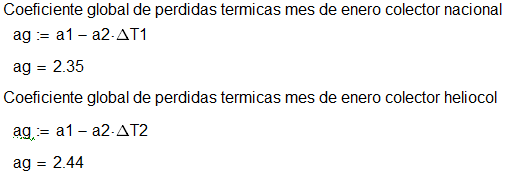 Coeficiente global de perdidas termicas mes de enero colector nacional
ag := a1 − a2·ΔT1
ag = 2.35
Coeficiente global de perdidas termicas mes de enero colector heliocol
ag := a1 − a2·ΔT2
ag = 2.44